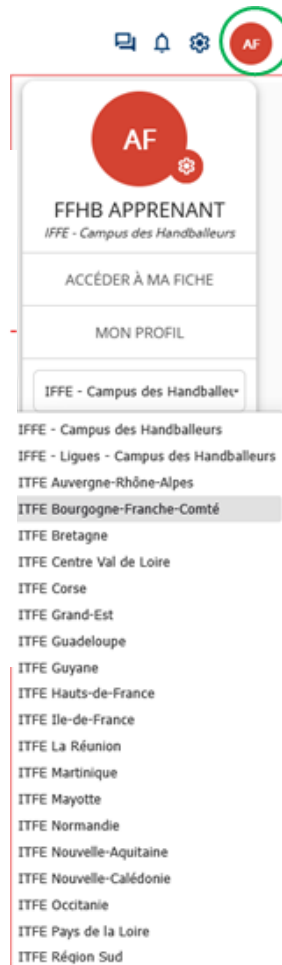 AF
AF
FFHB APPRENANT
IFFE - Campus des Handballeurs
ACCÉDER À MA FICHE
MON PROFIL
IFFE - Campus des Handballeu
IFFE - Campus des Handballeurs
IFFE - Ligues - Campus des Handballeurs
ITFE Auvergne-Rhône-Alpes
ITFE Bourgogne-Franche-Comté
ITFE Bretagne
ITFE Centre Val de Loire
ITFE Corse
ITFE Grand-Est
ITFE Guadeloupe
ITFE Guyane
ITFE Hauts-de-France
ITFE Ile-de-France
ITFE La Réunion
ITFE Martinique
ITFE Mayotte
ITFE Normandie
ITFE Nouvelle-Aquitaine
ITFE Nouvelle-Calédonie
ITFE Occitanie
ITFE Pays de la Loire
ITFE Région Sud